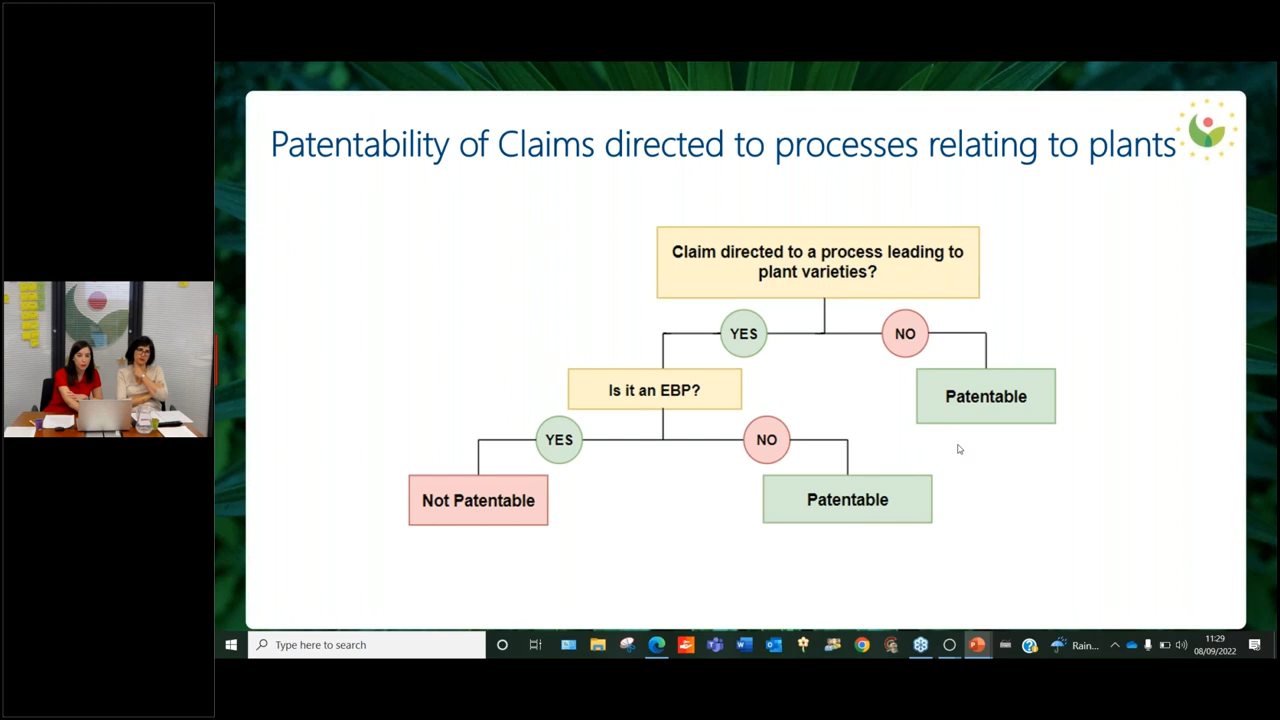 Patentability of Claims directed to processes relating to plants
Claim directed to a process leading to
plant varieties?
YES
NO
Is it an EBP?
Patentable
YES
NO
Not Patentable
Patentable
Type here to search
Rain...
11:29
08/09/2022